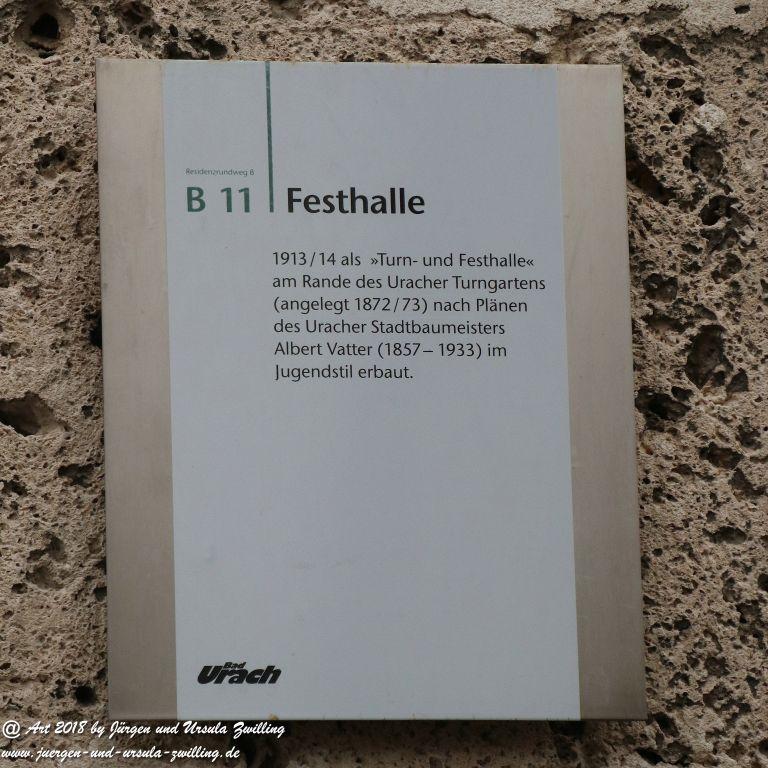 Residenzrundweg B
B 11 Festhalle
1913/14 als »Turn- und Festhalle«
am Rande des Uracher Turngartens
(angelegt 1872/73) nach Plänen
des Uracher Stadtbaumeisters
Albert Vatter (1857– 1933) im
Jugendstil erbaut.
Bad
Urach
@ Art 2018 by Jürgen und Ursula Zwilling
www.juergen-und-ursula-zwilling.de